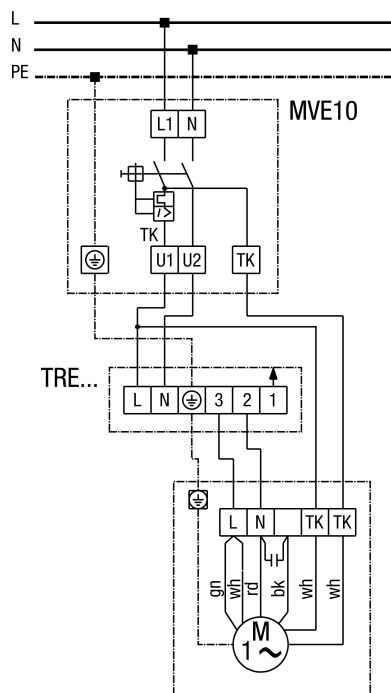 L
N
PE
MVE10
L1 N
TK
U1 U2 TK
TRE...
L N 3 2 1
L N TK TK
gn wh rd bk wh wh
M
1 ~